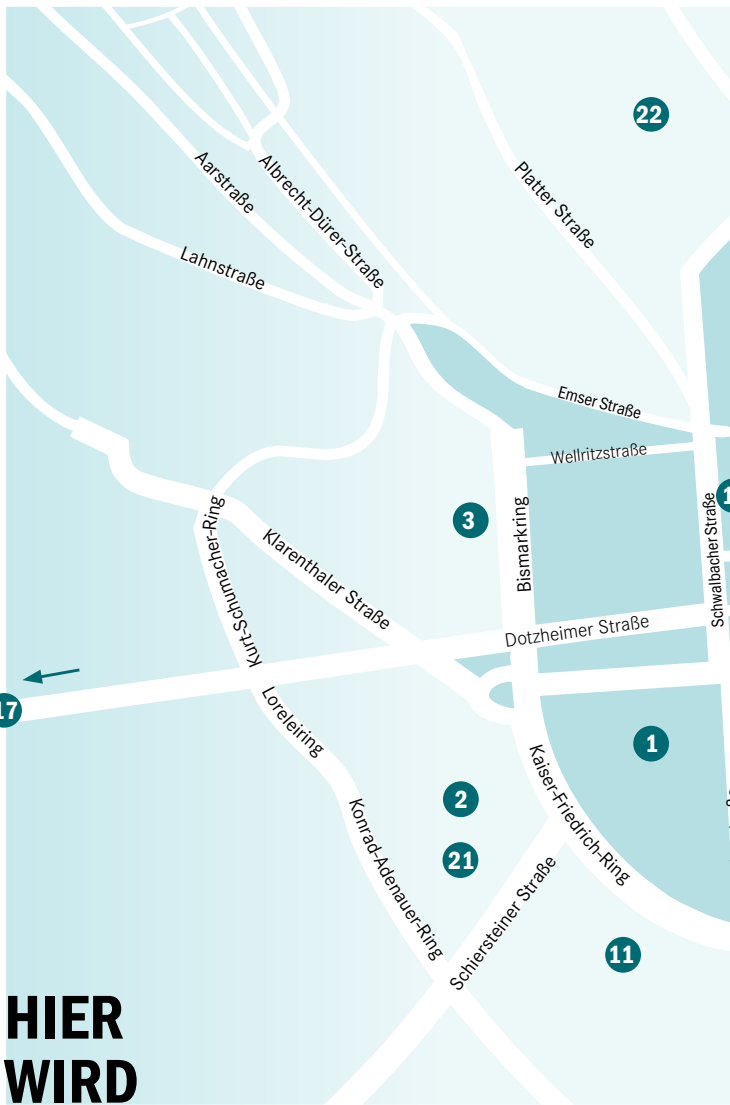 22
Platter Straße
Aarstraße
Albrecht-Dürer-Straße
Lahnstraße
Emser Straße
Wellritzstraße
3
Bismarkring
Schwalbacher Straße
Kurt-Schumacher-Ring
Klarenthaler Straße
Dotzheimer Straße
17
Loreleiring
1
Kaiser-Friedrich-Ring
2
Konrad-Adenauer-Ring
21
Schiersteiner Straße
11
HIER
WIRD